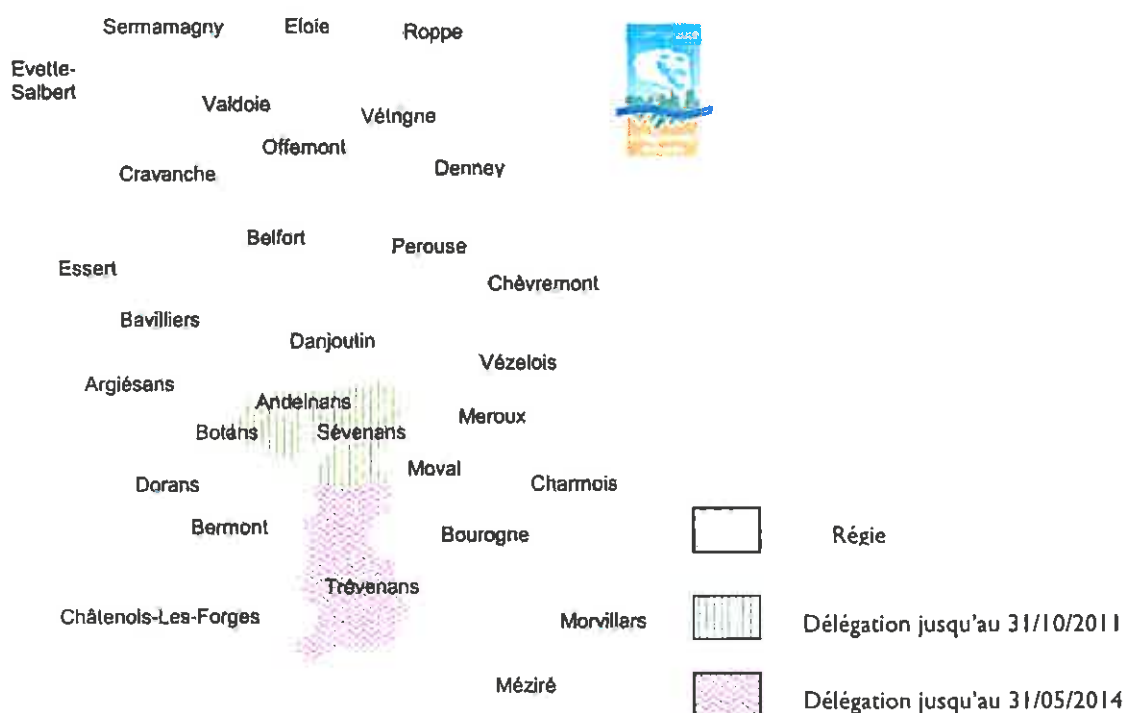 Sermamagny Eloie Roppe
Evette-
Salbert
Valdoie
Vétrigne
Offemont
Denney
Cravanche
Belfort
Perouse
Essert
Chèvremont
Bavilliers
Danjoutin
Vézelois
Argiésans
Andelnans
Meroux
Botans
Sévenans
Moval
Dorans
Charmois
Bermont
Bourogne
Régie
Trévenans
Châtenois-Les-Forges
Morvillars
Délégation jusqu'au 31/10/2011
Méziré
Délégation jusqu'au 31/05/2014